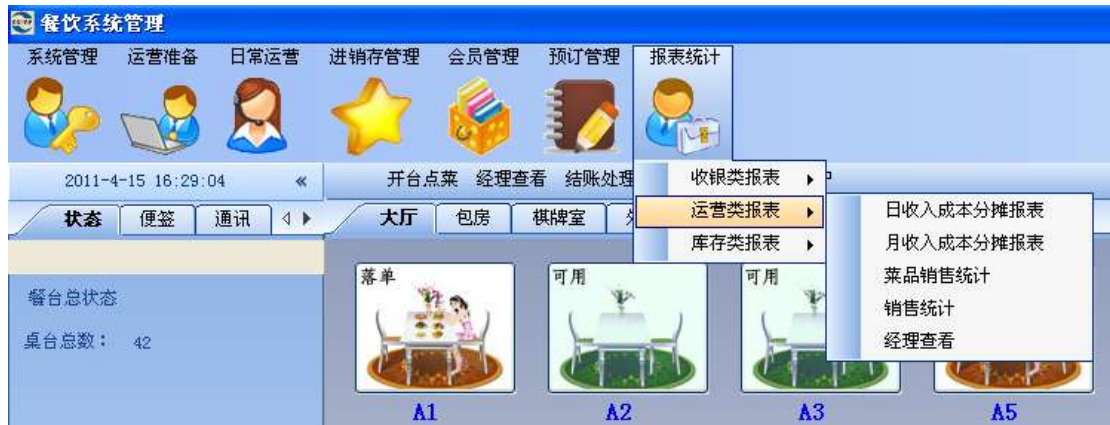 餐饮系统管理
系统管理 运营准备 日常运营 进销存管理 会员管理 预订管理 报表统计
2011-4-15 16:29:04 « 开台点菜 经理查看 结账处理
收银类报表
运营类报表
库存类报表
日收入成本分摊报表
月收入成本分摊报表
菜品销售统计
销售统计
经理查看
状态 便签 通讯 大厅 包房 棋牌室
餐台总状态
桌台总数： 42
落单 可用 可用
A1 A2 A3 A5